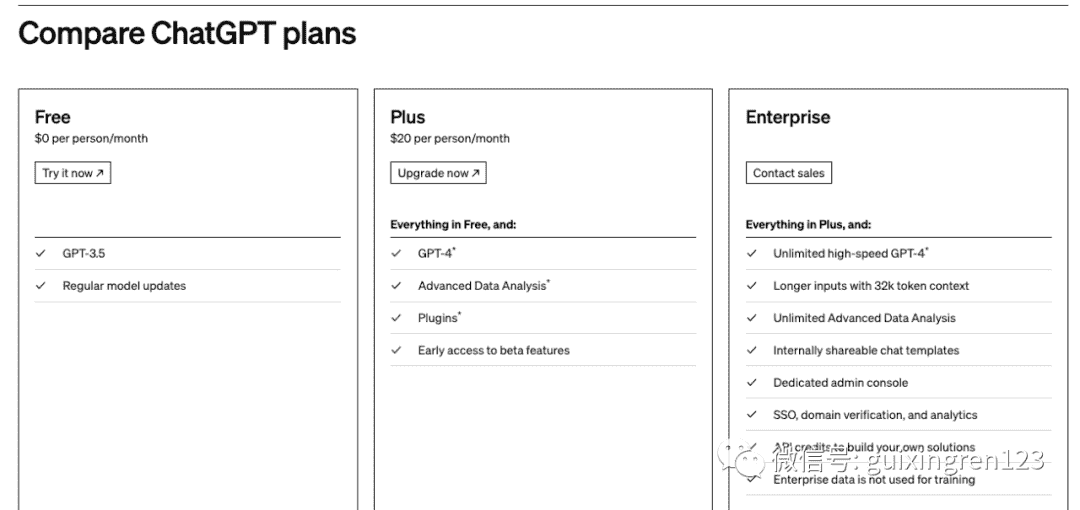 Compare ChatGPT plans
Free
$0 per person/month
Try it now ↗
GPT-3.5
Regular model updates
Plus
$20 per person/month
Upgrade now ↗
Everything in Free, and:
GPT-4*
Advanced Data Analysis*
Plugins*
Early access to beta features
Enterprise
Contact sales
Everything in Plus, and:
Unlimited high-speed GPT-4*
Longer inputs with 32k token context
Unlimited Advanced Data Analysis
Internally shareable chat templates
Dedicated admin console
SSO, domain verification, and analytics
API credits to build your own solutions
微信号: guixingren123
Enterprise data is not used for training